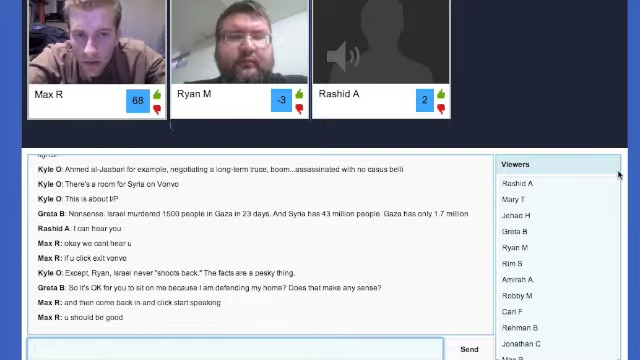 Max R
68
Ryan M
-3
Rashid A
2
Kyle O: Ahmed al-Jaabari for example, negotiating a long-term truce, boom...assassinated with no casus belli
Kyle O: There's a room for Syria on Vonvo
Kyle O: This is about I/P
Greta B: Nonsense. Israel murdered 1500 people in Gaza in 23 days. And Syria has 43 million people. Gaza has only 1.7 million
Rashid A: I can hear you
Max R: okay we cant hear u
Max R: if u click exit vonvo
Kyle O: Except, Ryan, Israel never "shoots back." The facts are a pesky thing.
Greta B: So it's OK for you to sit on me because I am defending my home? Does that make any sense?
Max R: and then come back in and click start speaking
Max R: u should be good
Send
Viewers
Rashid A
Mary T
Jehad H
Greta B
Ryan M
Rim S
Amirah A
Robby M
Carl F
Rehman B
Jonathan C
Max R